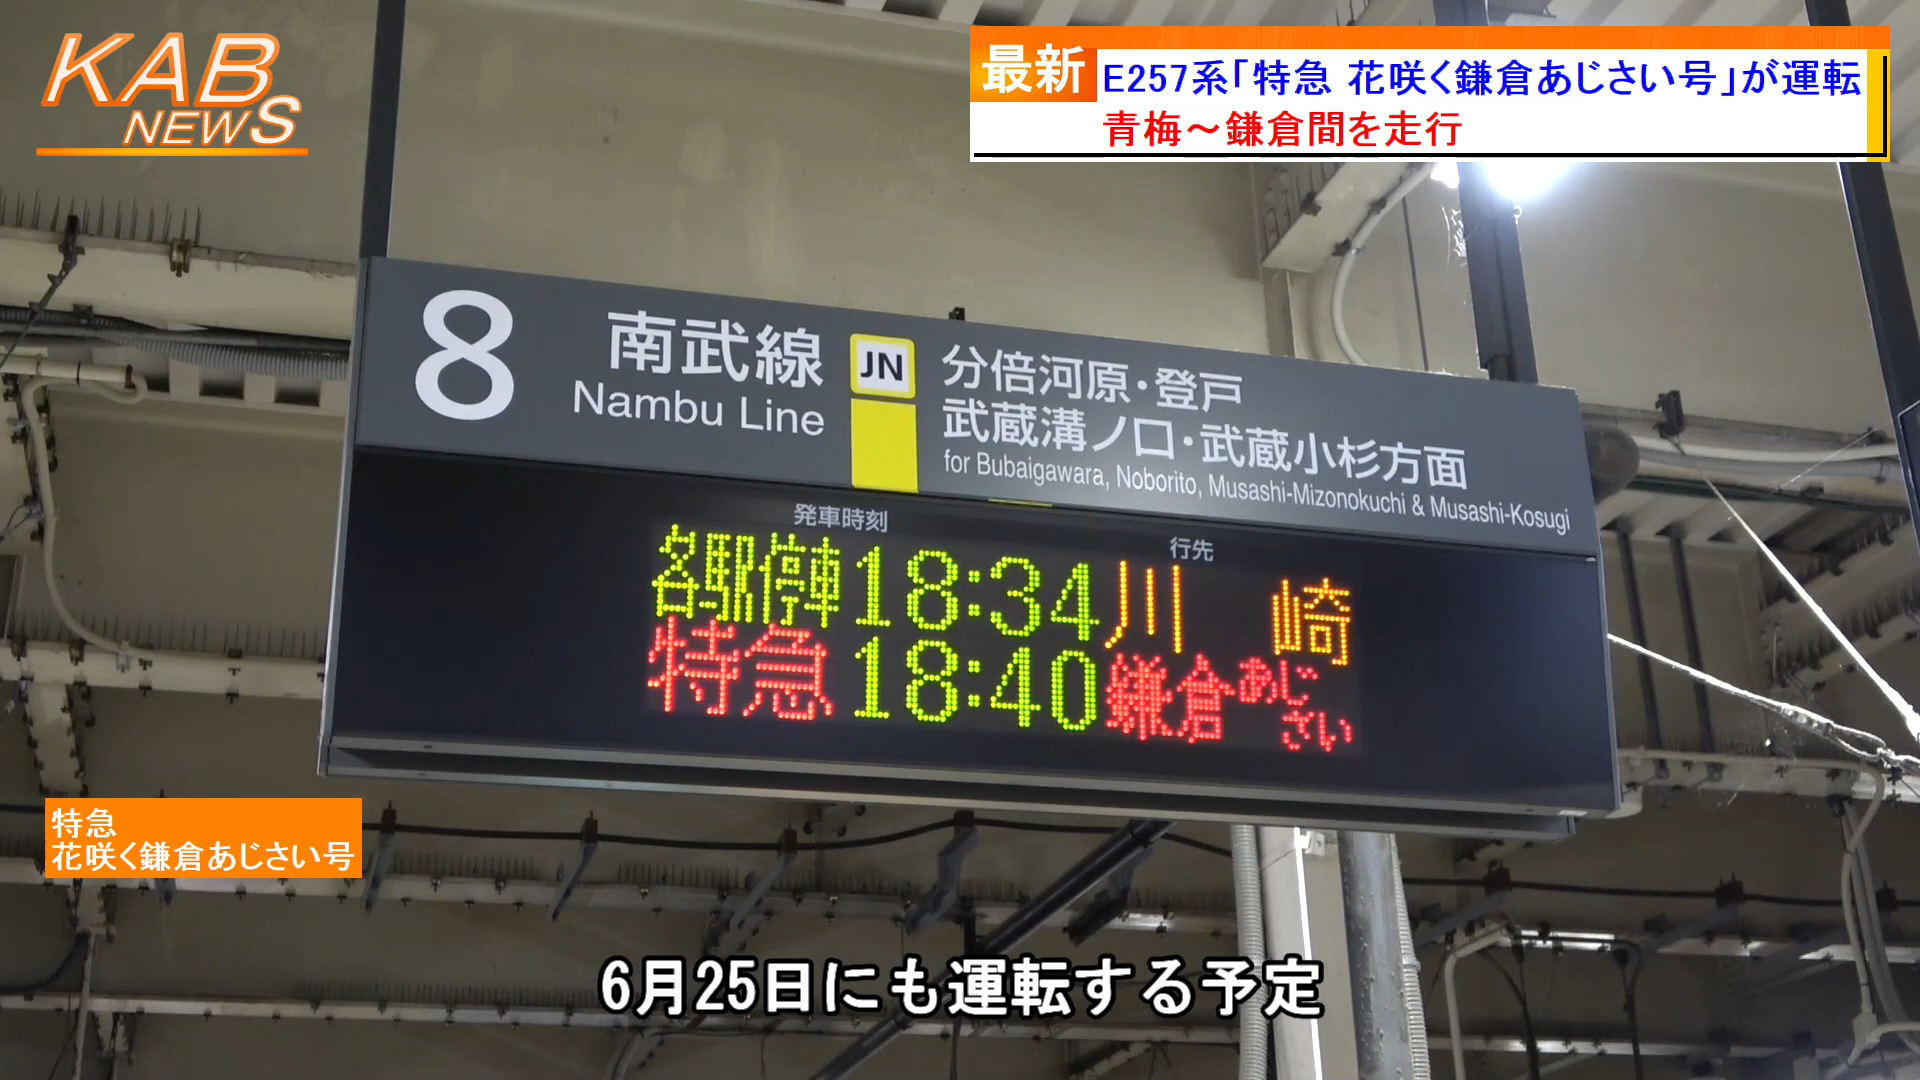 KAB
NEWS
最新
E257系「特急 花咲く鎌倉あじさい号」が運転
青梅～鎌倉間を走行
8
南武線
Nambu Line
JN
分倍河原・登戸
武蔵溝ノ口・武蔵小杉方面
for Bubaigawara, Noborito, Musashi-Mizonokuchi & Musashi-Kosugi
発車時刻
行先
各駅停車 18:34 川 崎
特急 18:40 鎌倉あじさい
特急
花咲く鎌倉あじさい号
6月25日にも運転する予定